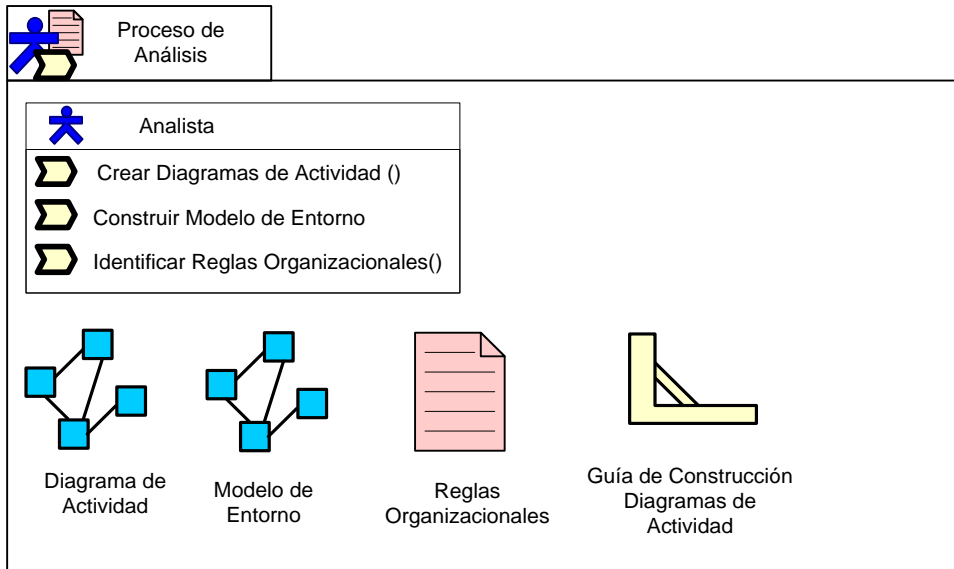 Proceso de
Análisis
Analista
Crear Diagramas de Actividad ()
Construir Modelo de Entorno
Identificar Reglas Organizacionales()
Diagrama de
Actividad
Modelo de
Entorno
Reglas
Organizacionales
Guía de Construcción
Diagramas de
Actividad